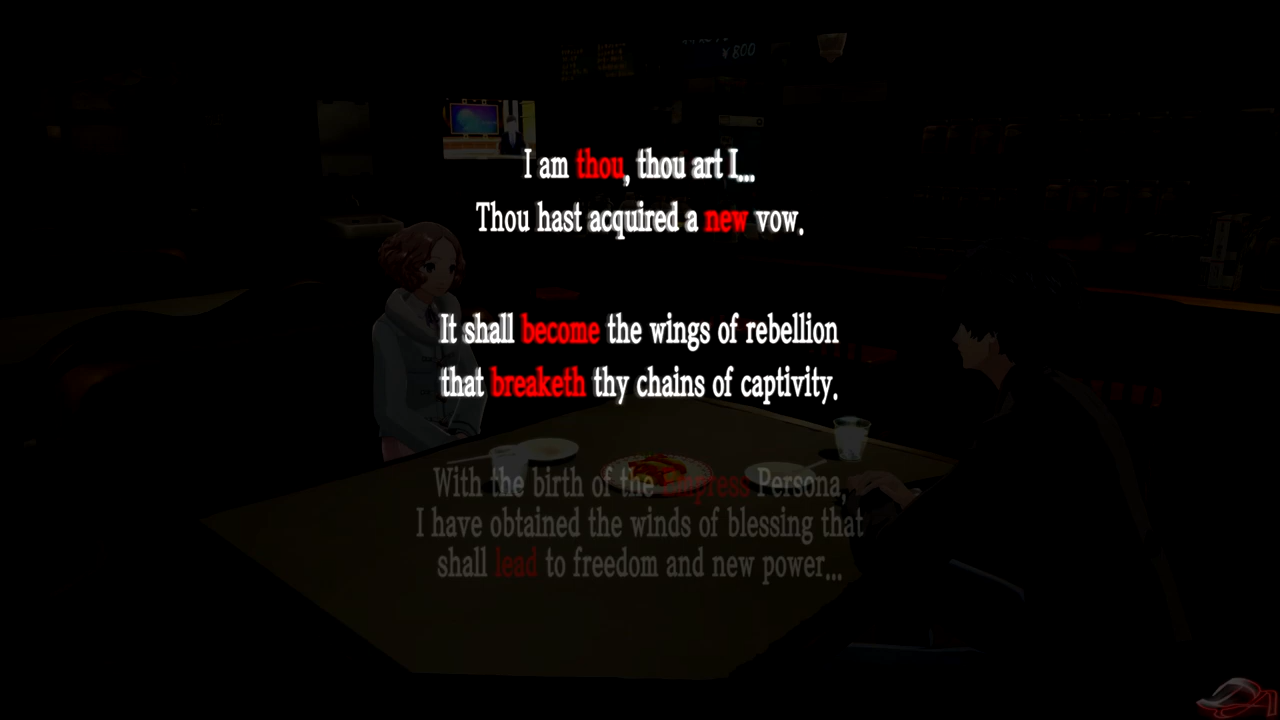 ¥800
I am thou, thou art I...
Thou hast acquired a new vow.
It shall become the wings of rebellion
that breaketh thy chains of captivity.
With the birth of the Empress Persona,
I have obtained the winds of blessing that
shall lead to freedom and new power...